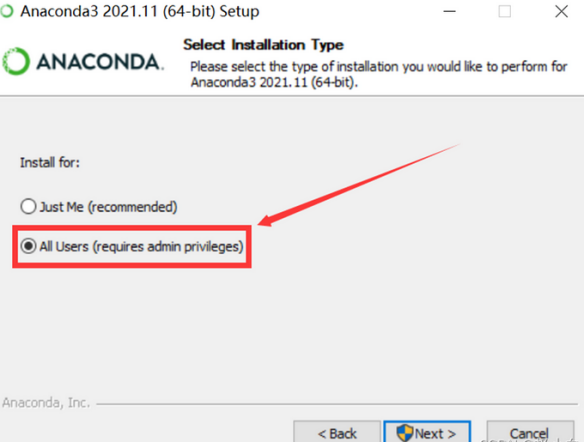 Anaconda3 2021.11 (64-bit) Setup
Select Installation Type
ANACONDA.
Please select the type of installation you would like to perform for
Anaconda3 2021.11 (64-bit).
Install for:
Just Me (recommended)
All Users (requires admin privileges)
Anaconda, Inc.
< Back
Next >
Cancel